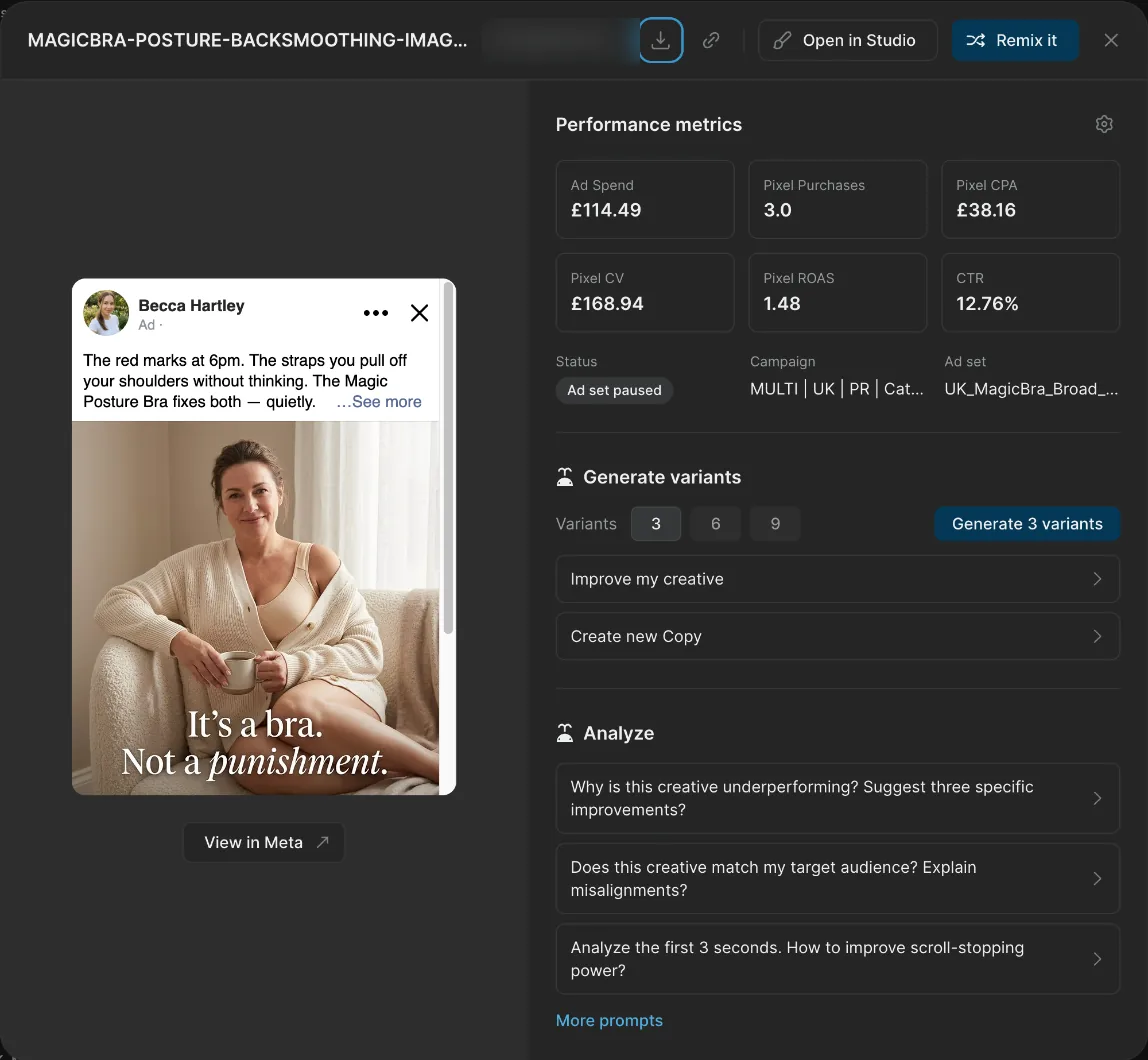 MAGICBRA-POSTURE-BACKSMOOTHING-IMAG...
Open in Studio
Remix it
Becca Hartley
Ad ·
The red marks at 6pm. The straps you pull off
your shoulders without thinking. The Magic
Posture Bra fixes both — quietly. ...See more
It's a bra.
Not a punishment.
View in Meta
Performance metrics
Ad Spend
£114.49
Pixel Purchases
3.0
Pixel CPA
£38.16
Pixel CV
£168.94
Pixel ROAS
1.48
CTR
12.76%
Status
Ad set paused
Campaign
MULTI | UK | PR | Cat...
Ad set
UK_MagicBra_Broad_...
Generate variants
Variants
3
6
9
Generate 3 variants
Improve my creative
Create new Copy
Analyze
Why is this creative underperforming? Suggest three specific
improvements?
Does this creative match my target audience? Explain
misalignments?
Analyze the first 3 seconds. How to improve scroll-stopping
power?
More prompts